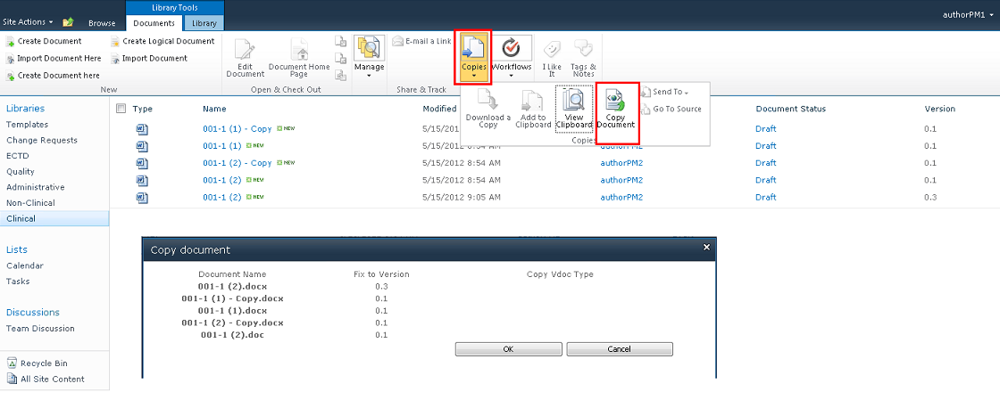 Library Tools
authorPM1
Site Actions
Browse
Documents
Library
Create Document
Create Logical Document
Import Document Here
Import Document
Create Document here
New
Edit Document
Document Home Page
Open & Check Out
Manage
E-mail a Link
Share & Track
Copies
Workflows
I Like It
Tags & Notes
Download a Copy
Add to Clipboard
View Clipboard
Copy Document
Send To
Go To Source
Copies
Libraries
Templates
Change Requests
ECTD
Quality
Administrative
Non-Clinical
Clinical
Lists
Calendar
Tasks
Discussions
Team Discussion
Recycle Bin
All Site Content
Type Name Modified Document Status Version
001-1 (1) - Copy NEW 5/15/2012 Draft 0.1
001-1 (1) NEW 5/15/2012 8:54 AM authorPM2 Draft 0.1
001-1 (2) - Copy NEW 5/15/2012 8:54 AM authorPM2 Draft 0.1
001-1 (2) NEW 5/15/2012 8:54 AM authorPM2 Draft 0.1
001-1 (2) NEW 5/15/2012 9:05 AM authorPM2 Draft 0.3
Copy document
Document Name Fix to Version Copy Vdoc Type
001-1 (2).docx 0.3
001-1 (1) - Copy.docx 0.1
001-1 (1).docx 0.1
001-1 (2) - Copy.docx 0.1
001-1 (2).doc 0.1
OK Cancel